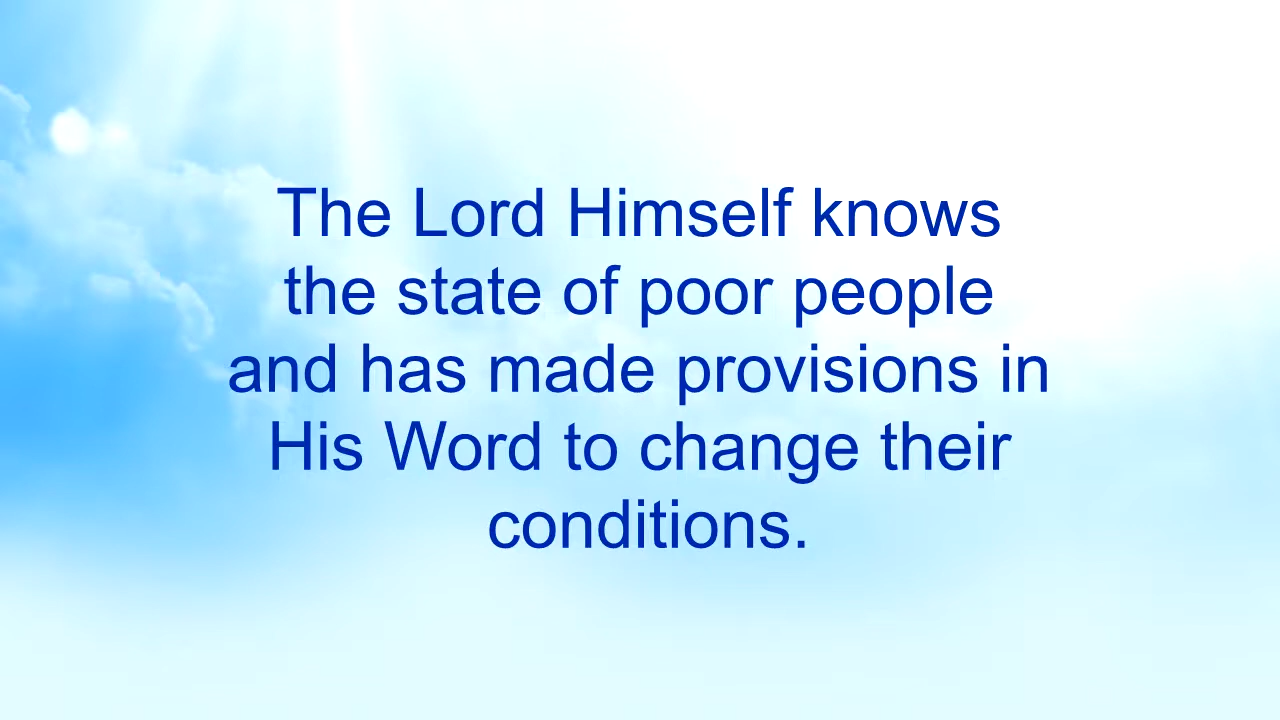 The Lord Himself knows
the state of poor people
and has made provisions in
His Word to change their
conditions.